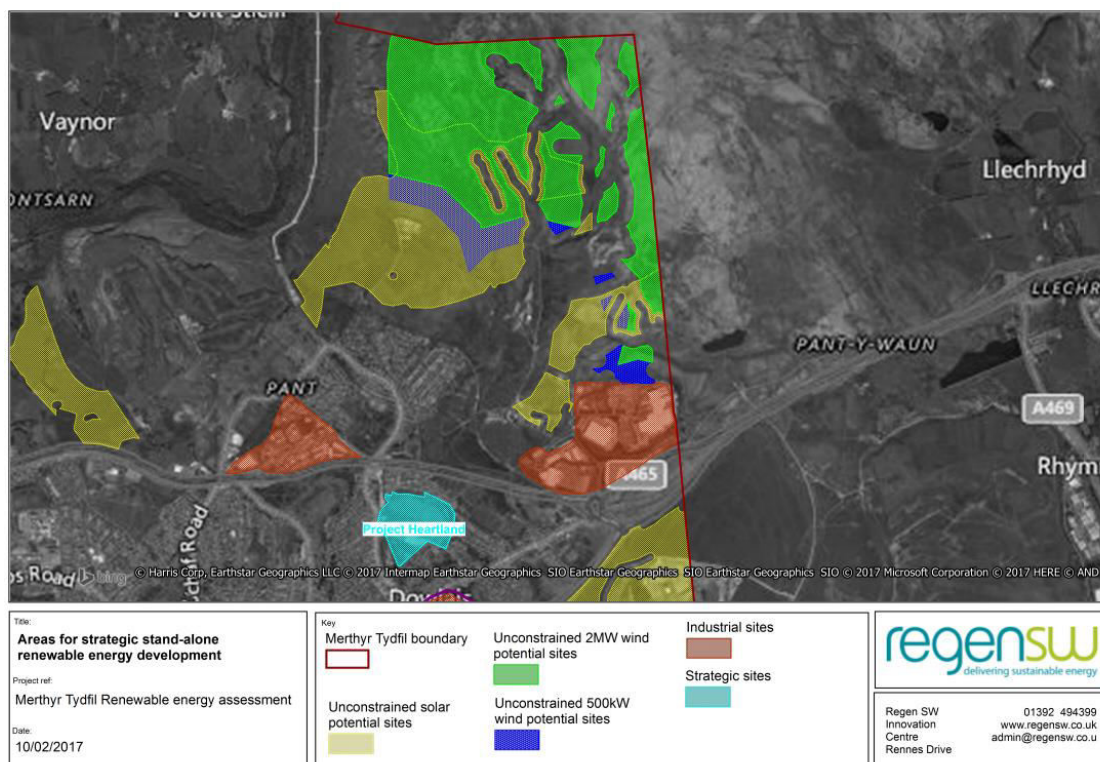 Pont Sticill
Vaynor
ONTSARN
Llechrhyd
LLECHR
PANT-Y-WAUN
PANT
A469
Rhym
A465
Project Heartland
Road
os Road
bing
© Harris Corp, Earthstar Geographics LLC © 2017 Intermap Earthstar Geographics SIO Earthstar Geographics SIO Earthstar Geographics SIO © 2017 Microsoft Corporation © 2017 HERE © AND
Title:
Areas for strategic stand-alone
renewable energy development
Project ref:
Merthyr Tydfil Renewable energy assessment
Date:
10/02/2017
Key
Merthyr Tydfil boundary
Unconstrained solar
potential sites
Unconstrained 2MW wind
potential sites
Unconstrained 500kW
wind potential sites
Industrial sites
Strategic sites
regensw
delivering sustainable energy
Regen SW 01392 494399
Innovation www.regensw.co.uk
Centre admin@regensw.co.u
Rennes Drive